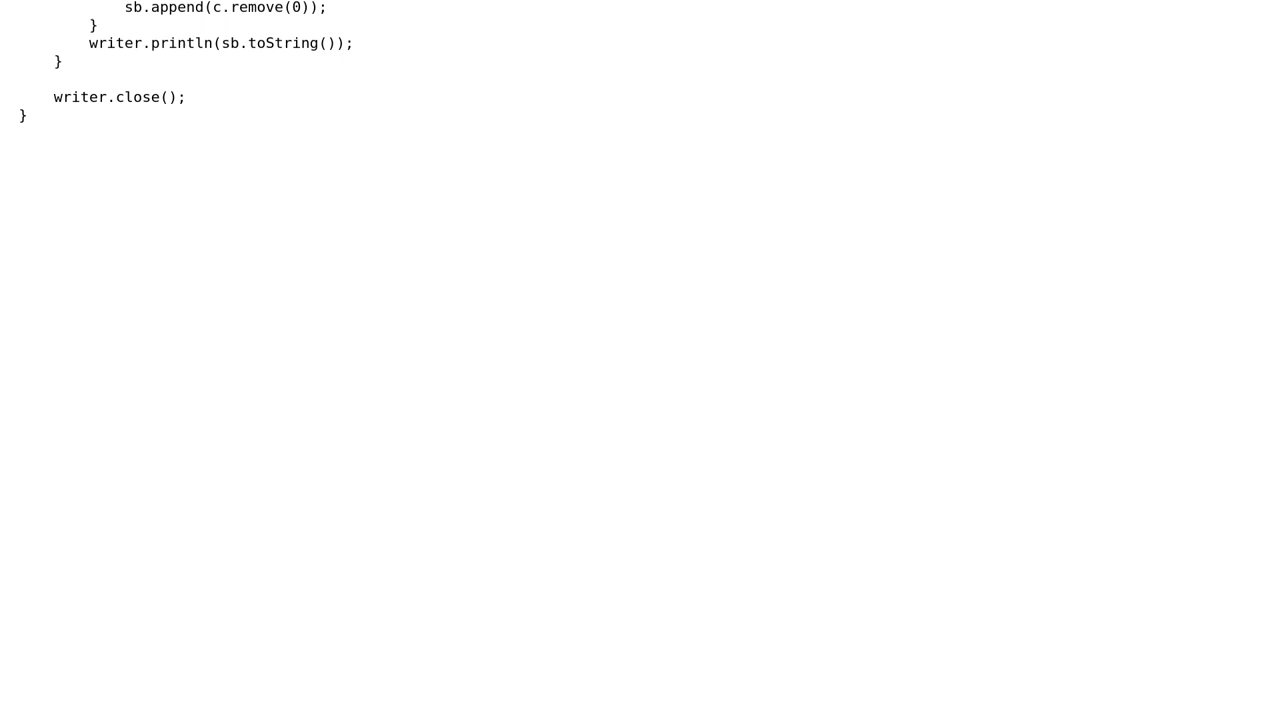 sb.append(c.remove(0));
        }
        writer.println(sb.toString());
    }

    writer.close();
}